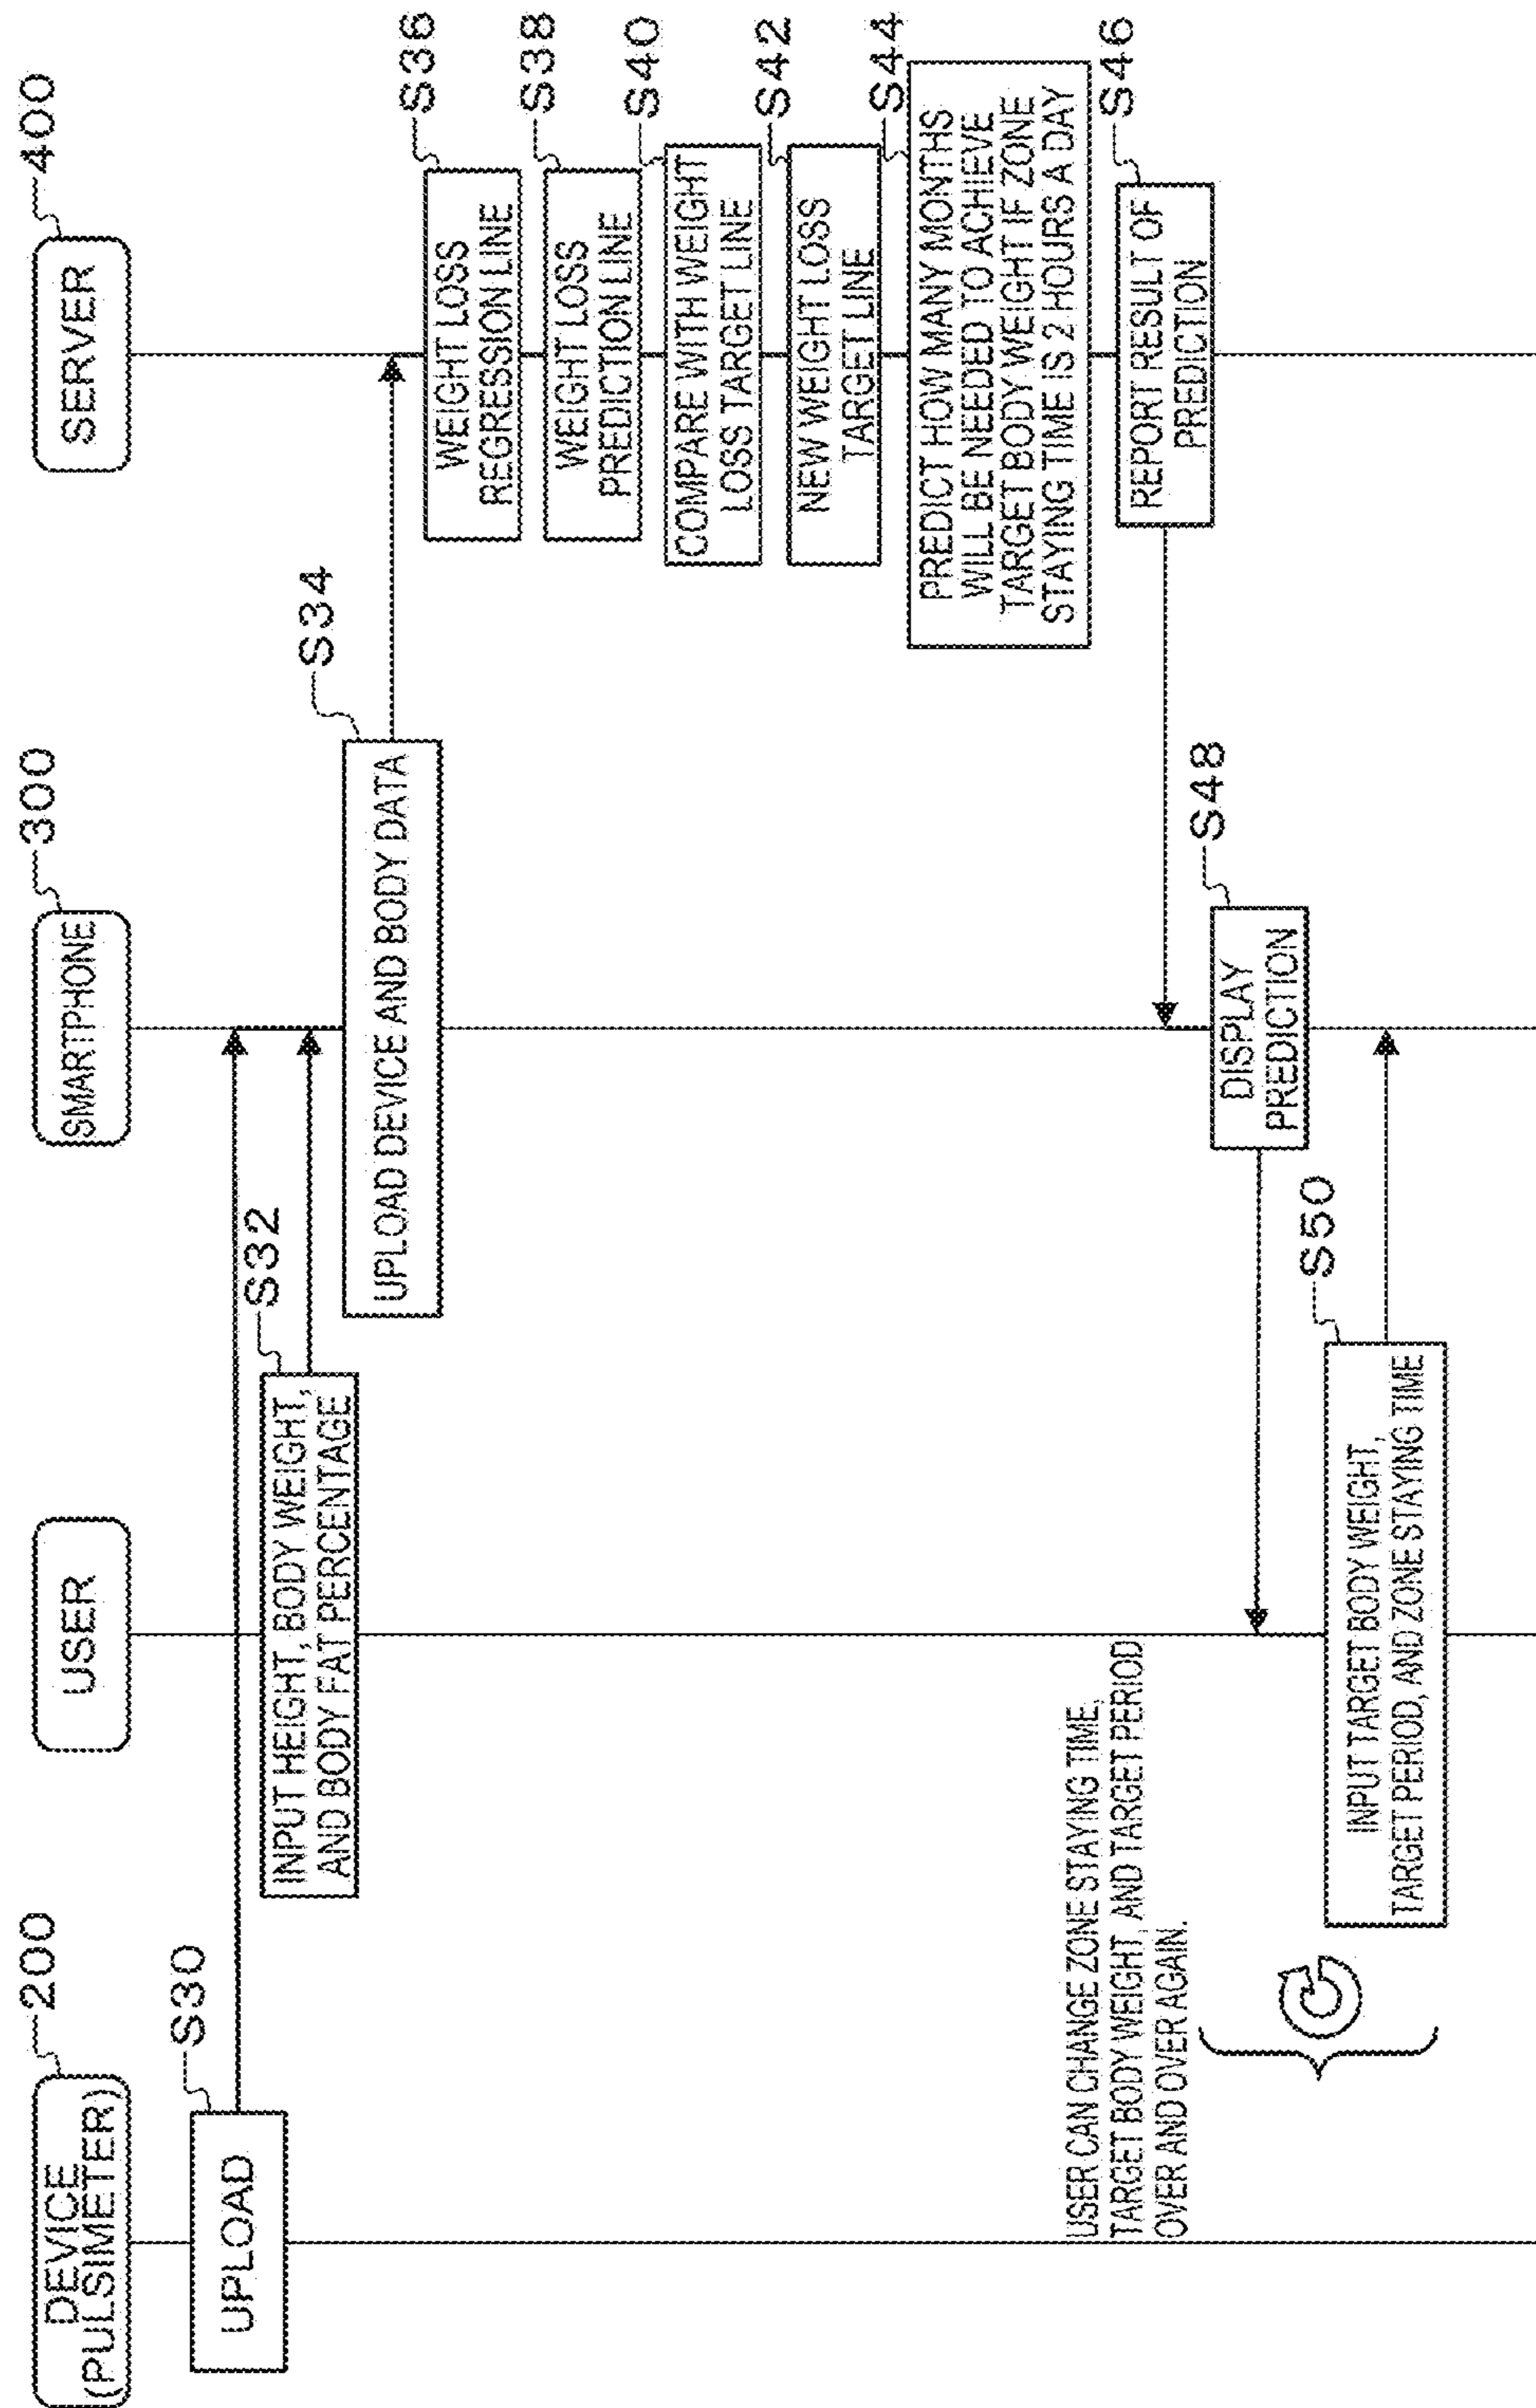 DEVICE
(PULSIMETER)
200
USER
SMARTPHONE
300
SERVER
400
UPLOAD
S30
INPUT HEIGHT, BODY WEIGHT,
AND BODY FAT PERCENTAGE
S32
UPLOAD DEVICE AND BODY DATA
S34
WEIGHT LOSS
REGRESSION LINE
S36
WEIGHT LOSS
PREDICTION LINE
S38
COMPARE WITH WEIGHT
LOSS TARGET LINE
S40
NEW WEIGHT LOSS
TARGET LINE
S42
PREDICT HOW MANY MONTHS
WILL BE NEEDED TO ACHIEVE
TARGET BODY WEIGHT IF ZONE
STAYING TIME IS 2 HOURS A DAY
S44
REPORT RESULT OF
PREDICTION
S46
DISPLAY
PREDICTION
S48
USER CAN CHANGE ZONE STAYING TIME,
TARGET BODY WEIGHT, AND TARGET PERIOD
OVER AND OVER AGAIN.
INPUT TARGET BODY WEIGHT,
TARGET PERIOD, AND ZONE STAYING TIME
S50